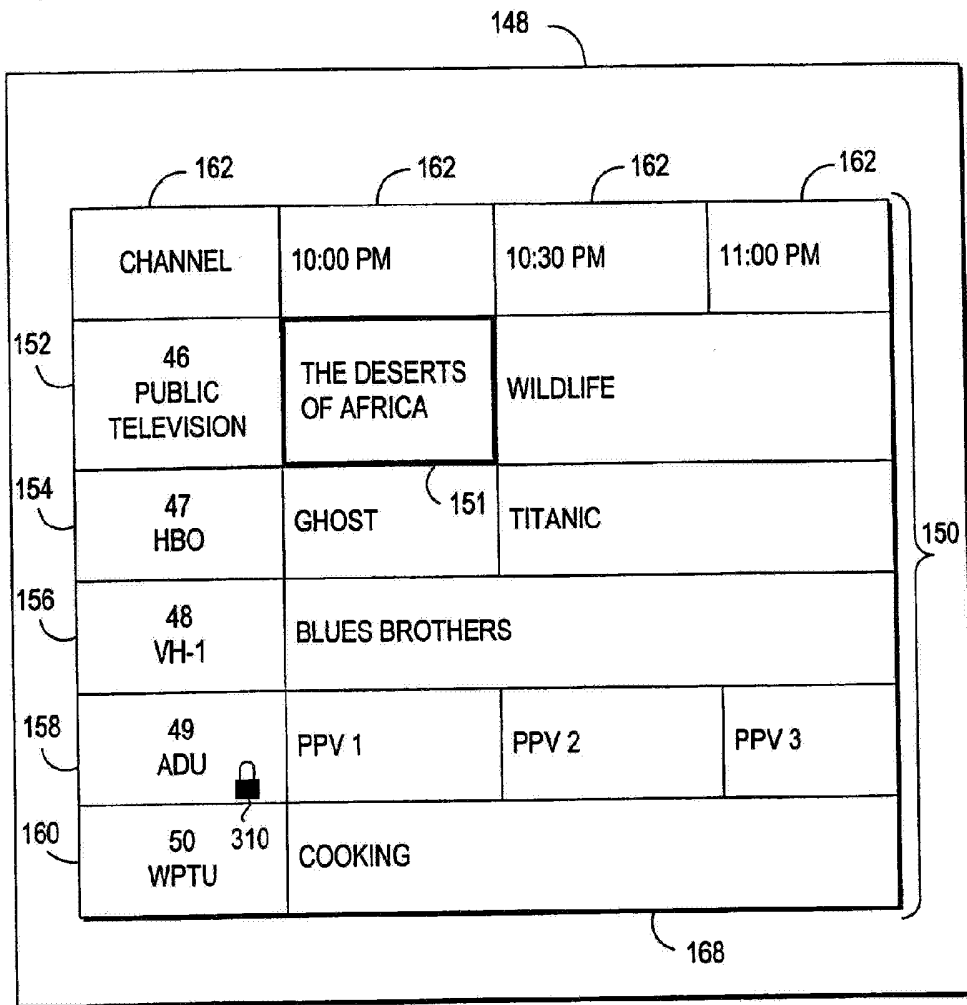 148
162 162 162 162
CHANNEL 10:00 PM 10:30 PM 11:00 PM
152
46
PUBLIC
TELEVISION
THE DESERTS
OF AFRICA
WILDLIFE
151
154
47
HBO
GHOST
TITANIC
150
156
48
VH-1
BLUES BROTHERS
158
49
ADU
PPV 1
PPV 2
PPV 3
310
160
50
WPTU
COOKING
168